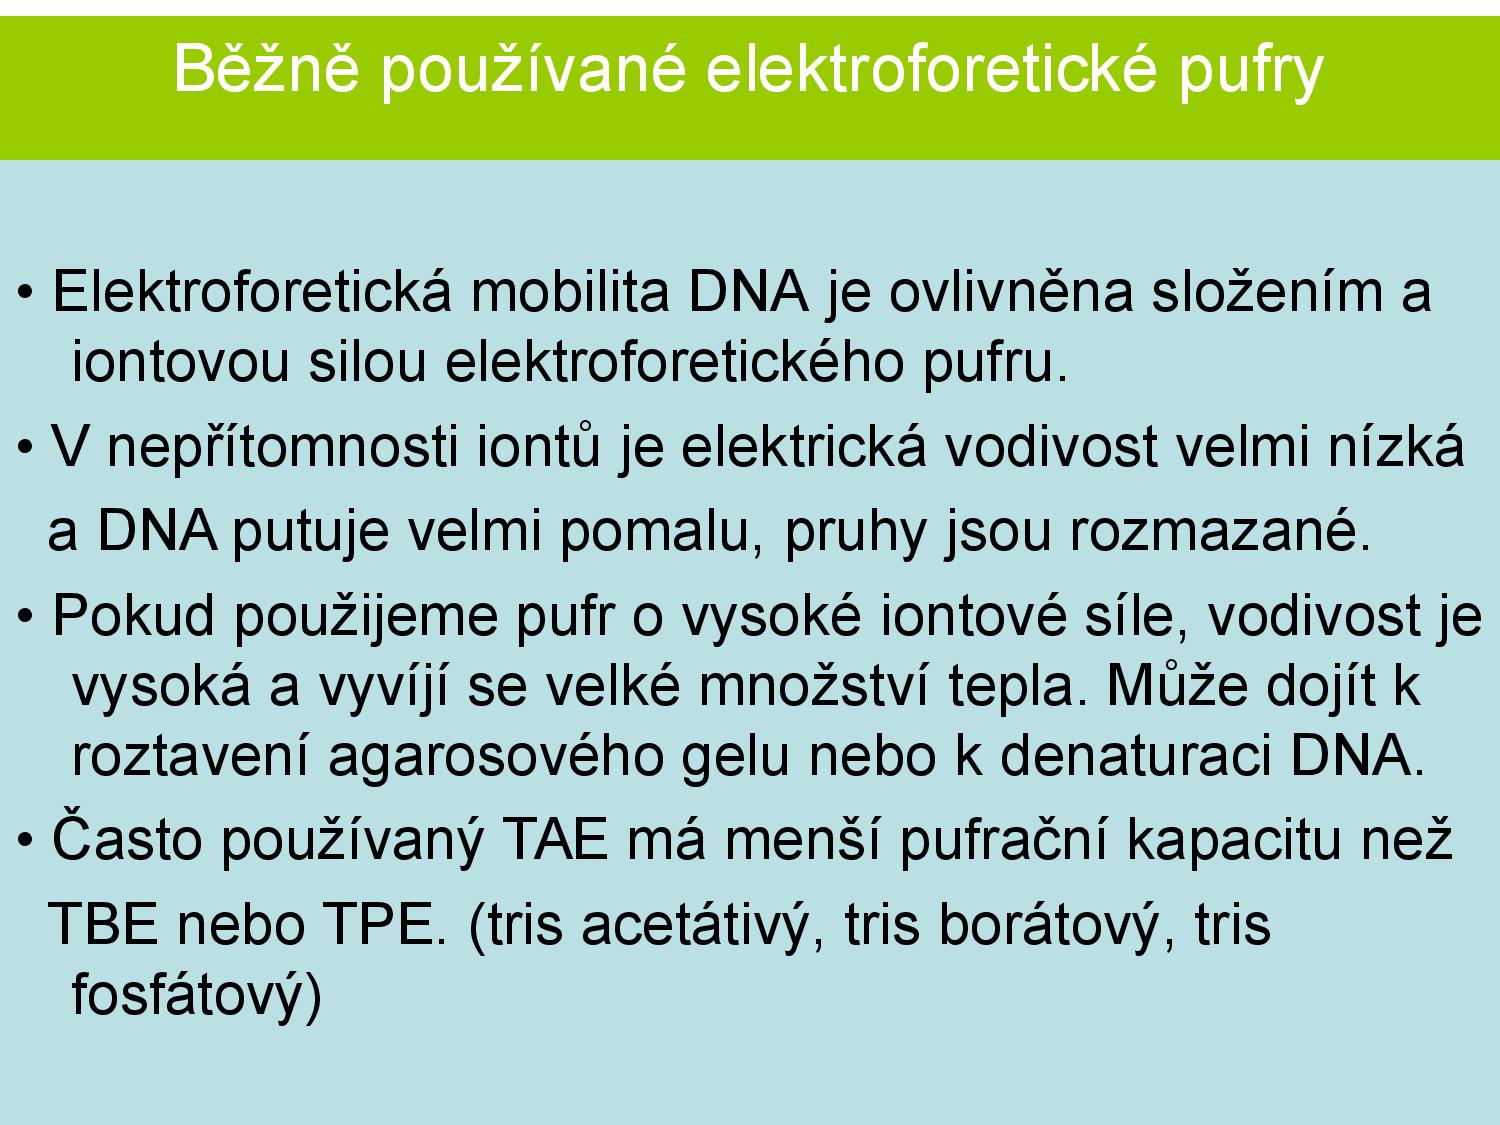 Běžně používané elektroforetické pufry
• Elektroforetická mobilita DNA je ovlivněna složením a
iontovou silou elektroforetického pufru.
• V nepřítomnosti iontů je elektrická vodivost velmi nízká
a DNA putuje velmi pomalu, pruhy jsou rozmazané.
• Pokud použijeme pufr o vysoké iontové síle, vodivost je
vysoká a vyvíjí se velké množství tepla. Může dojít k
roztavení agarosového gelu nebo k denaturaci DNA.
• Často používaný TAE má menší pufrační kapacitu než
TBE nebo TPE. (tris acetátivý, tris borátový, tris
fosfátový)